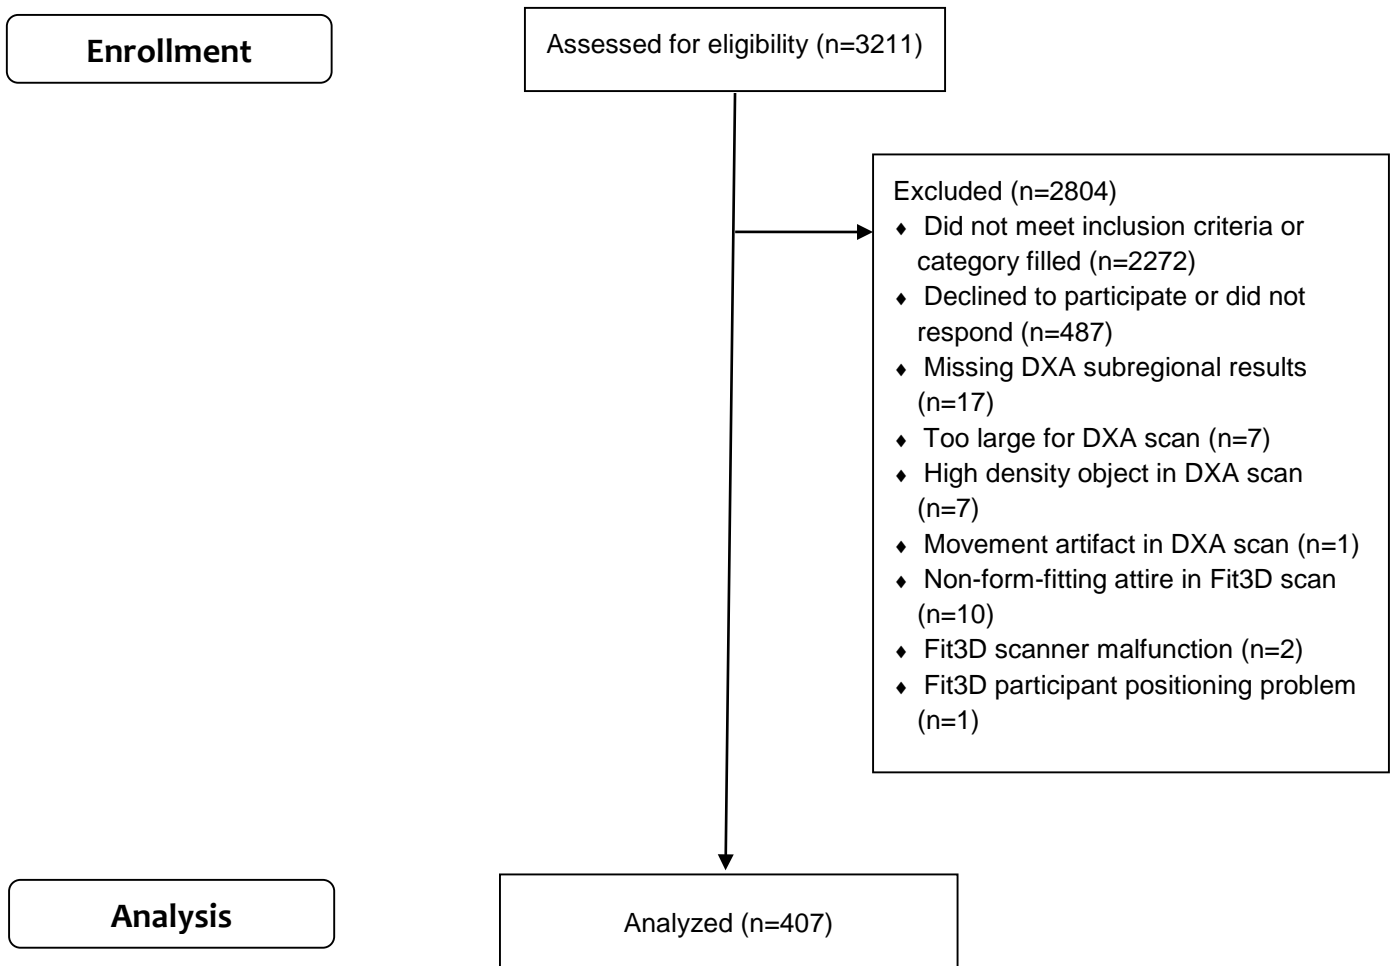 Enrollment
Assessed for eligibility (n=3211)
Excluded (n=2804)
♦ Did not meet inclusion criteria or
category filled (n=2272)
♦ Declined to participate or did not
respond (n=487)
♦ Missing DXA subregional results
(n=17)
♦ Too large for DXA scan (n=7)
♦ High density object in DXA scan
(n=7)
♦ Movement artifact in DXA scan (n=1)
♦ Non-form-fitting attire in Fit3D scan
(n=10)
♦ Fit3D scanner malfunction (n=2)
♦ Fit3D participant positioning problem
(n=1)
Analysis
Analyzed (n=407)